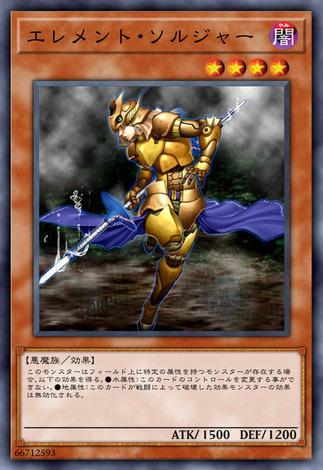 エレメント・ソルジャー
やみ
闇
【悪魔族／効果】
このモンスターはフィールド上に特定の属性を持つモンスターが存在する場
合、以下の効果を得る。●水属性：このカードのコントロールを変更する事がで
きない。●地属性：このカードが戦闘によって破壊した効果モンスターの効果
は無効化される。
ATK/1500 DEF/1200
66712593